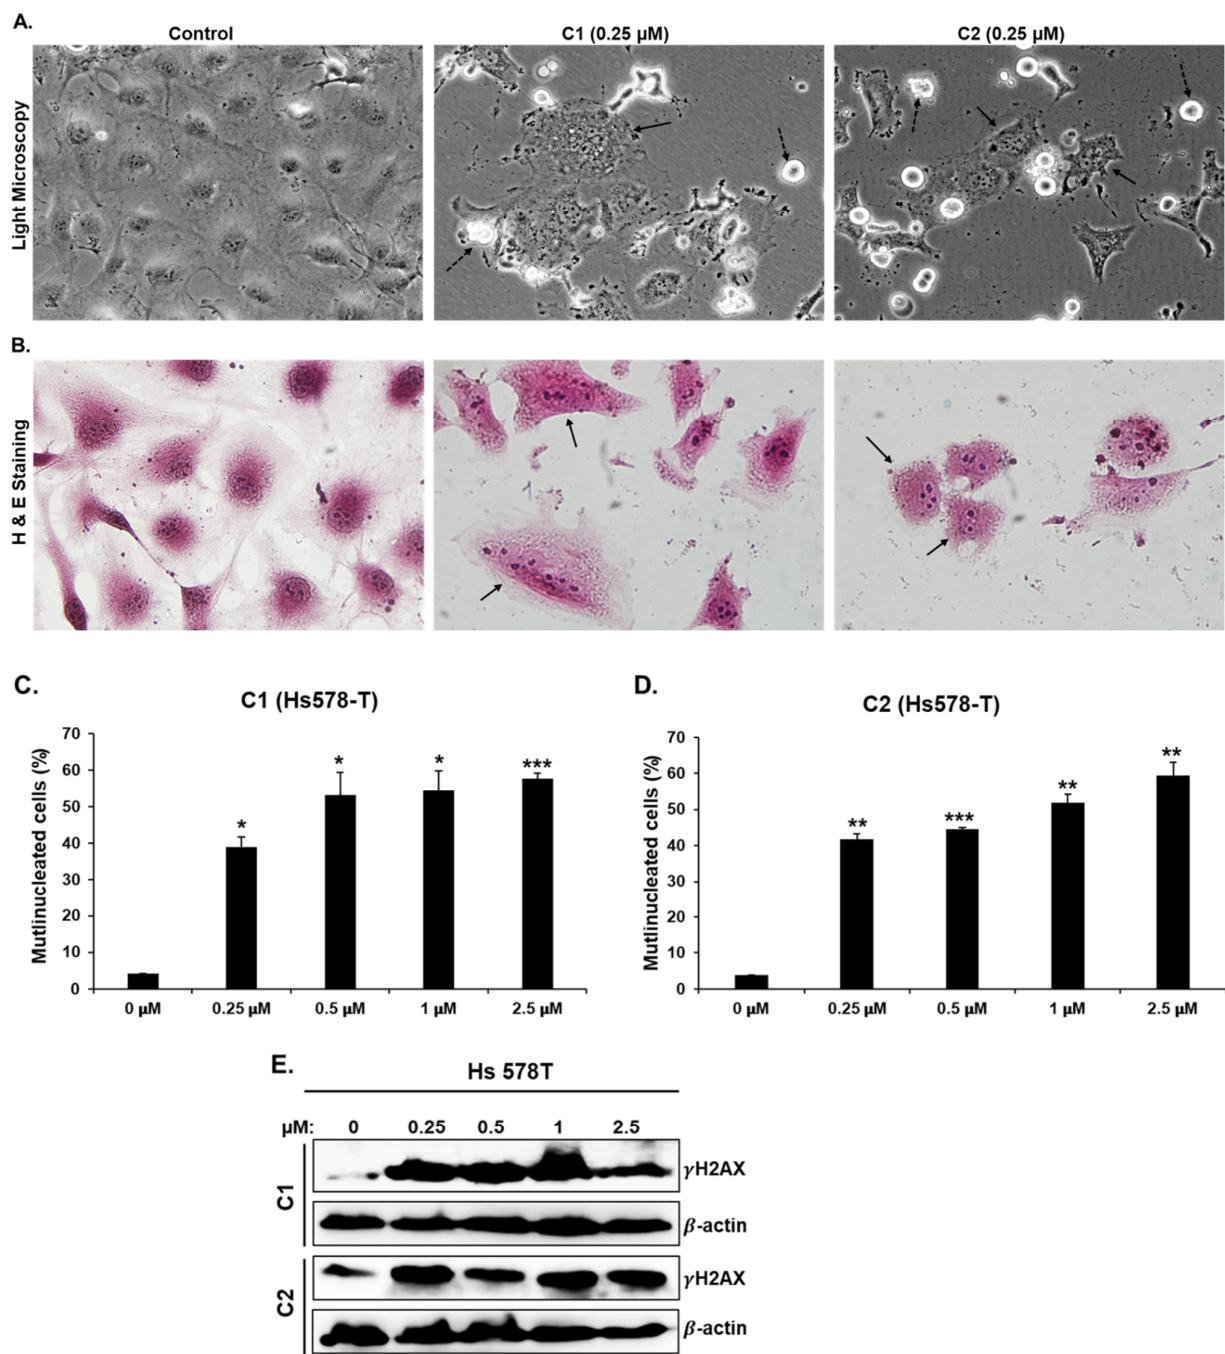 A.
Control
C1 (0.25 µM)
C2 (0.25 µM)
Light Microscopy
B.
H & E Staining
C.
C1 (Hs578-T)
Mutlinucleated cells (%)
70
60
50
40
30
20
10
0
*
*
*
***
0 µM
0.25 µM
0.5 µM
1 µM
2.5 µM
D.
C2 (Hs578-T)
Mutlinucleated cells (%)
70
60
50
40
30
20
10
0
**
***
**
**
0 µM
0.25 µM
0.5 µM
1 µM
2.5 µM
E.
Hs 578T
µM: 0 0.25 0.5 1 2.5
C1
γH2AX
β-actin
C2
γH2AX
β-actin